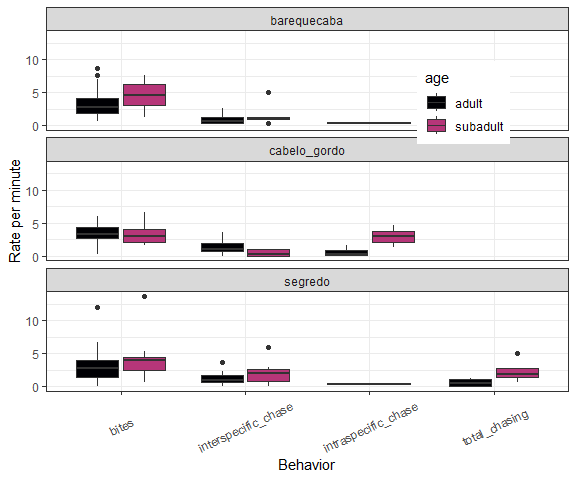 barequecaba
15
10
5
0
age
adult
subadult
cabelo_gordo
10
5
0
segredo
10
5
0
Rate per minute
bites
interspecific_chase
intraspecific_chase
total_chasing
Behavior